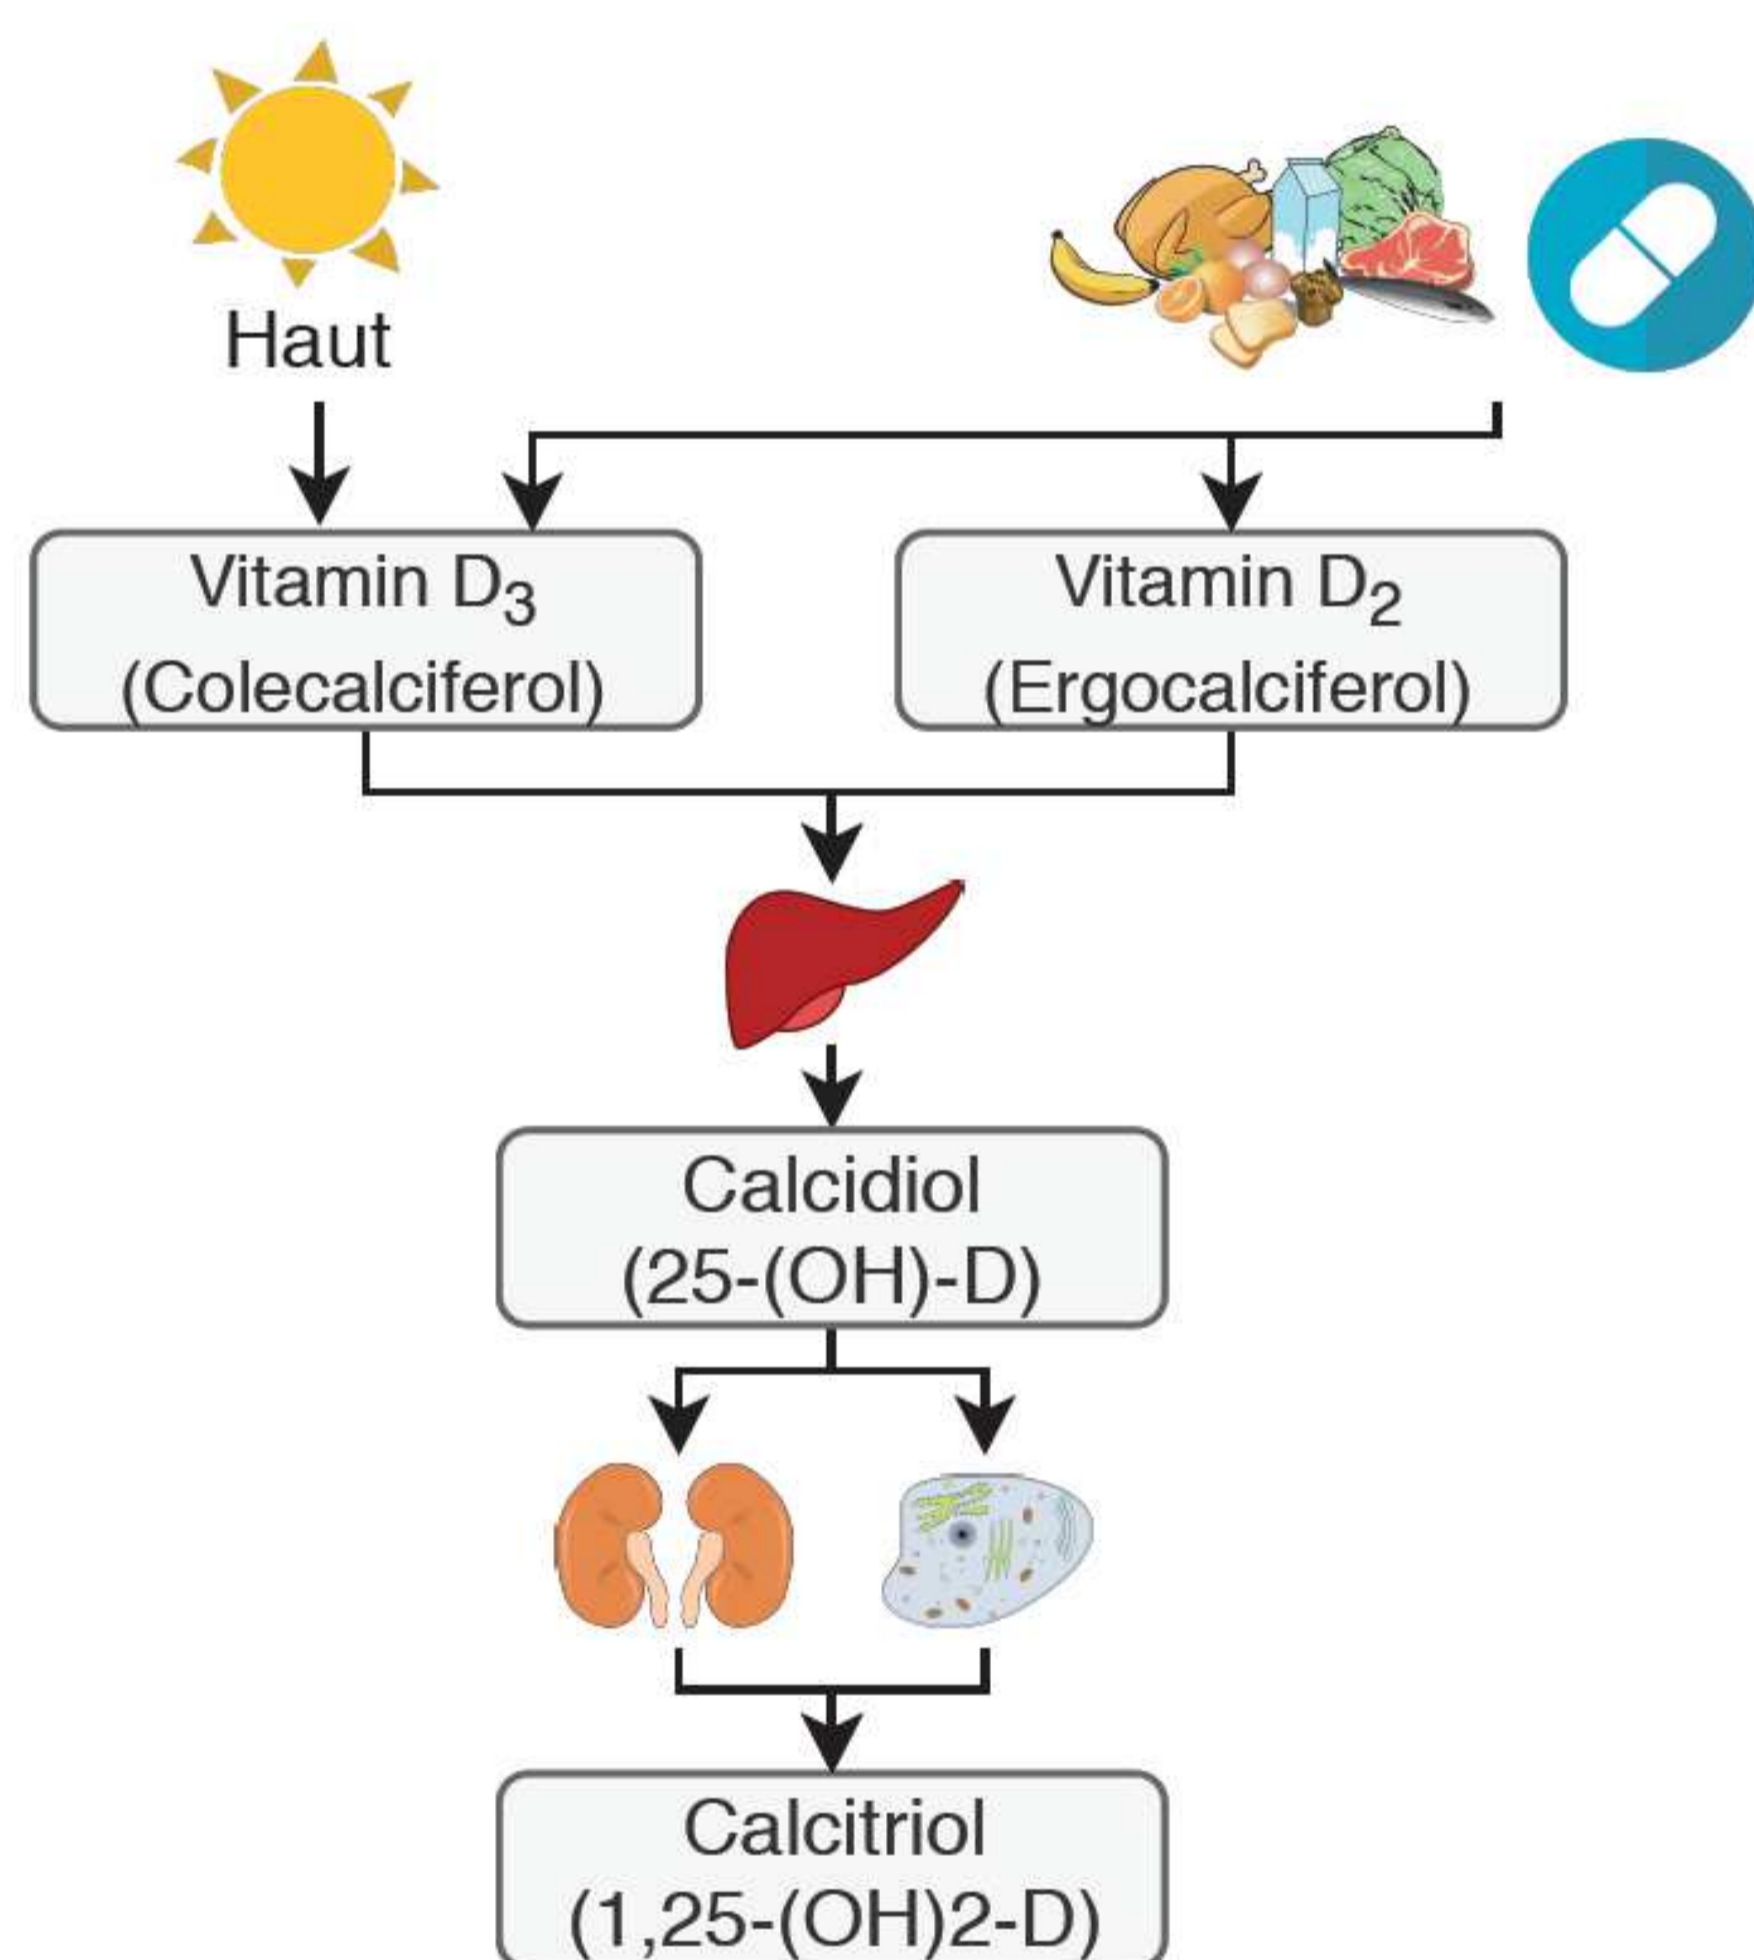 Haut
Vitamin D₃
(Colecalciferol)
Vitamin D₂
(Ergocalciferol)
Calcidiol
(25-(OH)-D)
Calcitriol
(1,25-(OH)2-D)